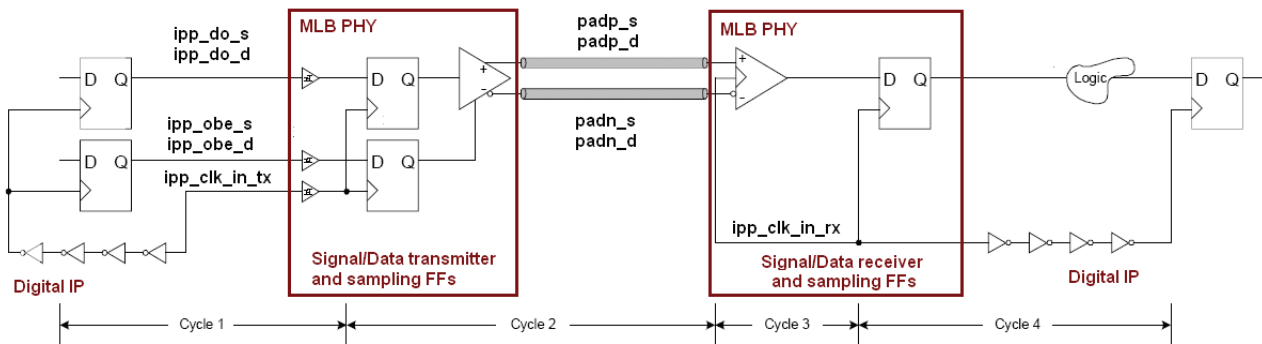 ipp_do_s
ipp_do_d
MLB PHY
padp_s
padp_d
MLB PHY
D Q
D Q
+
-
+
-
D Q
Logic
D Q
ipp_obe_s
ipp_obe_d
padn_s
padn_d
D Q
D Q
ipp_clk_in_tx
ipp_clk_in_rx
Signal/Data transmitter
and sampling FFs
Signal/Data receiver
and sampling FFs
Digital IP
Digital IP
Cycle 1
Cycle 2
Cycle 3
Cycle 4